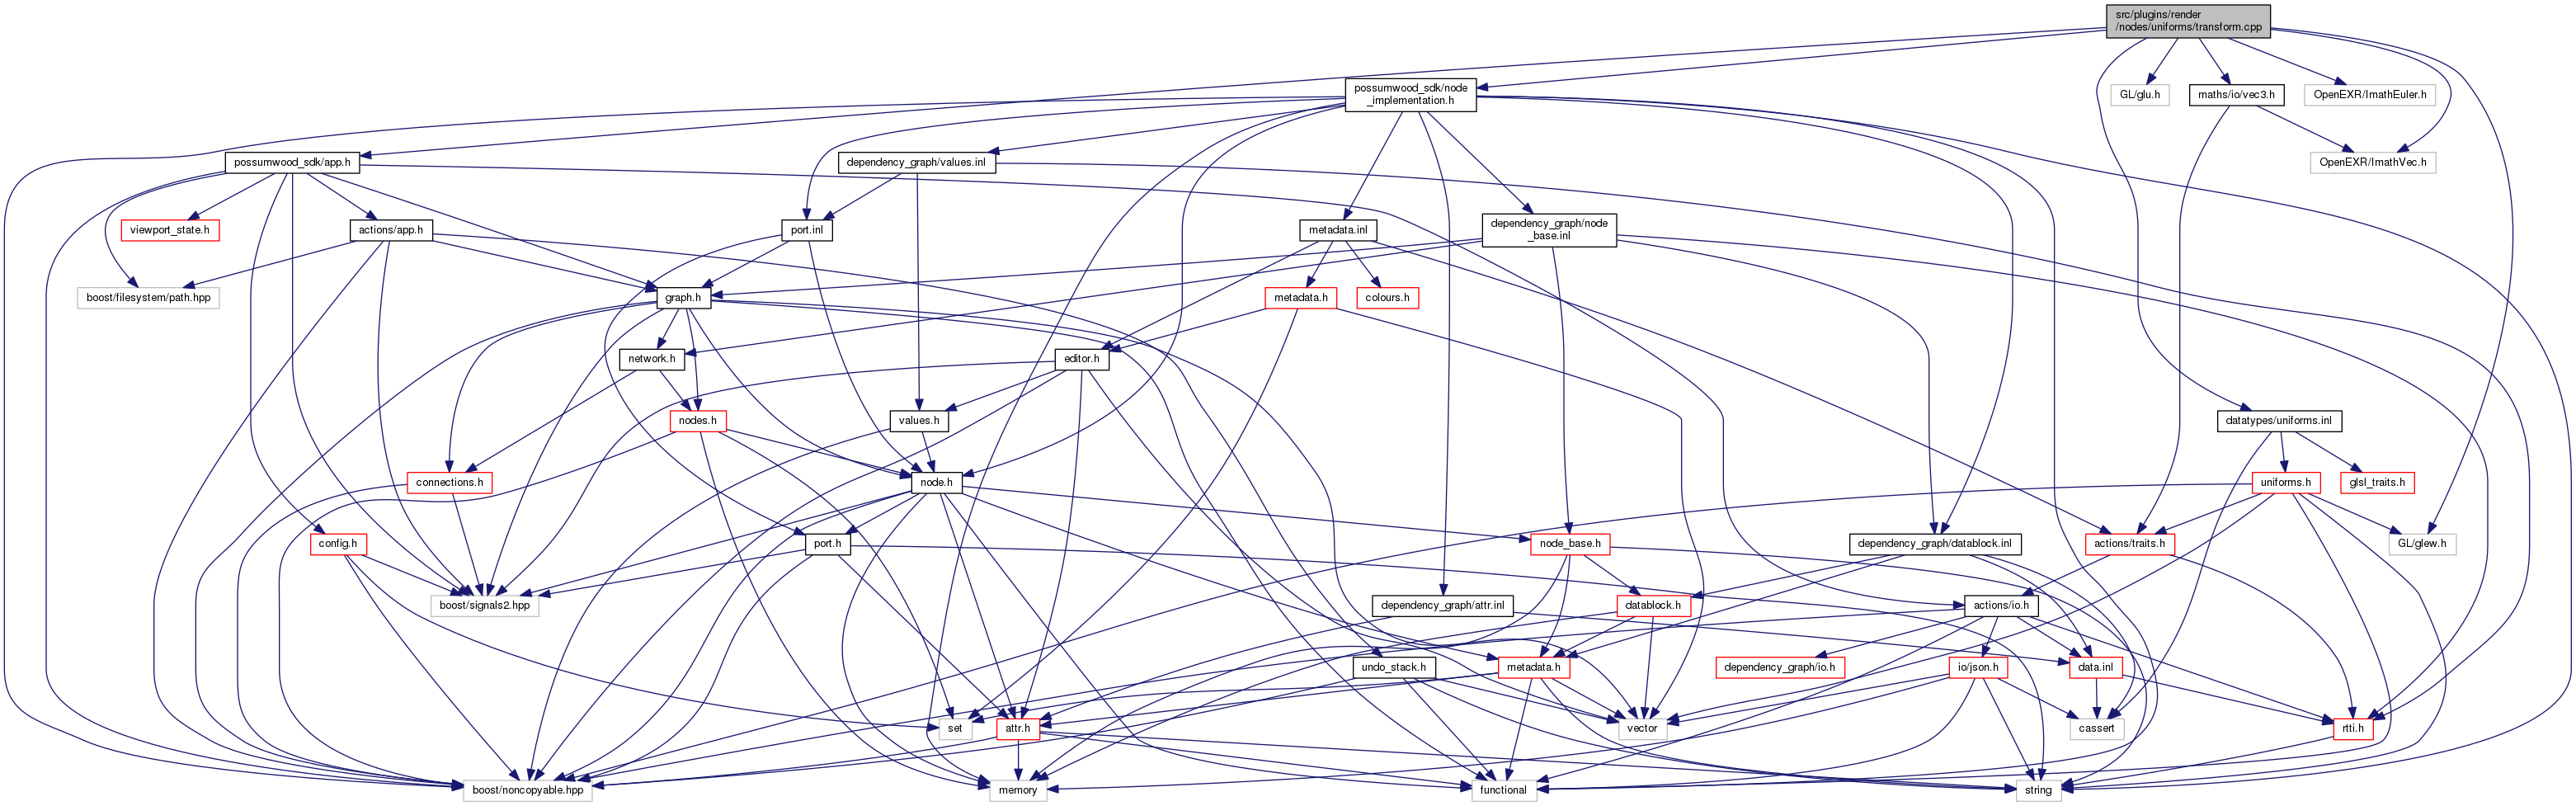 src/plugins/render
/nodes/uniforms/transform.cpp
possumwood_sdk/node
_implementation.h
GL/glu.h
maths/io/vec3.h
OpenEXR/ImathEuler.h
possumwood_sdk/app.h
dependency_graph/values.inl
OpenEXR/ImathVec.h
viewport_state.h
actions/app.h
port.inl
metadata.inl
dependency_graph/node
_base.inl
boost/filesystem/path.hpp
graph.h
metadata.h
colours.h
network.h
editor.h
nodes.h
values.h
datatypes/uniforms.inl
connections.h
node.h
uniforms.h
glsl_traits.h
config.h
port.h
node_base.h
dependency_graph/datablock.inl
actions/traits.h
GL/glew.h
boost/signals2.hpp
dependency_graph/attr.inl
datablock.h
actions/io.h
undo_stack.h
metadata.h
dependency_graph/io.h
io/json.h
data.inl
set
attr.h
vector
cassert
rtti.h
boost/noncopyable.hpp
memory
functional
string